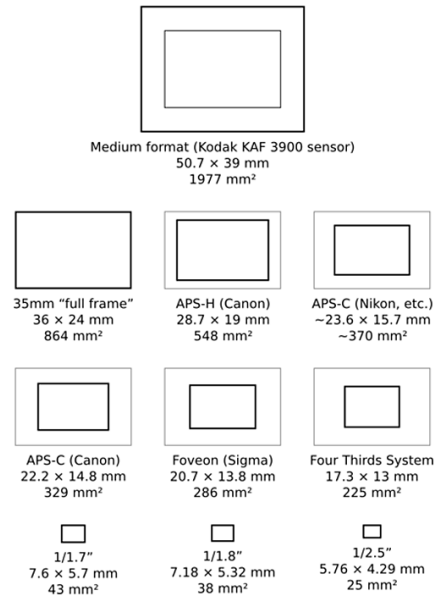 Medium format (Kodak KAF 3900 sensor)
50.7 × 39 mm
1977 mm²
35mm “full frame”
36 × 24 mm
864 mm²
APS-H (Canon)
28.7 × 19 mm
548 mm²
APS-C (Nikon, etc.)
~23.6 × 15.7 mm
~370 mm²
APS-C (Canon)
22.2 × 14.8 mm
329 mm²
Foveon (Sigma)
20.7 × 13.8 mm
286 mm²
Four Thirds System
17.3 × 13 mm
225 mm²
1/1.7”
7.6 × 5.7 mm
43 mm²
1/1.8”
7.18 × 5.32 mm
38 mm²
1/2.5”
5.76 × 4.29 mm
25 mm²